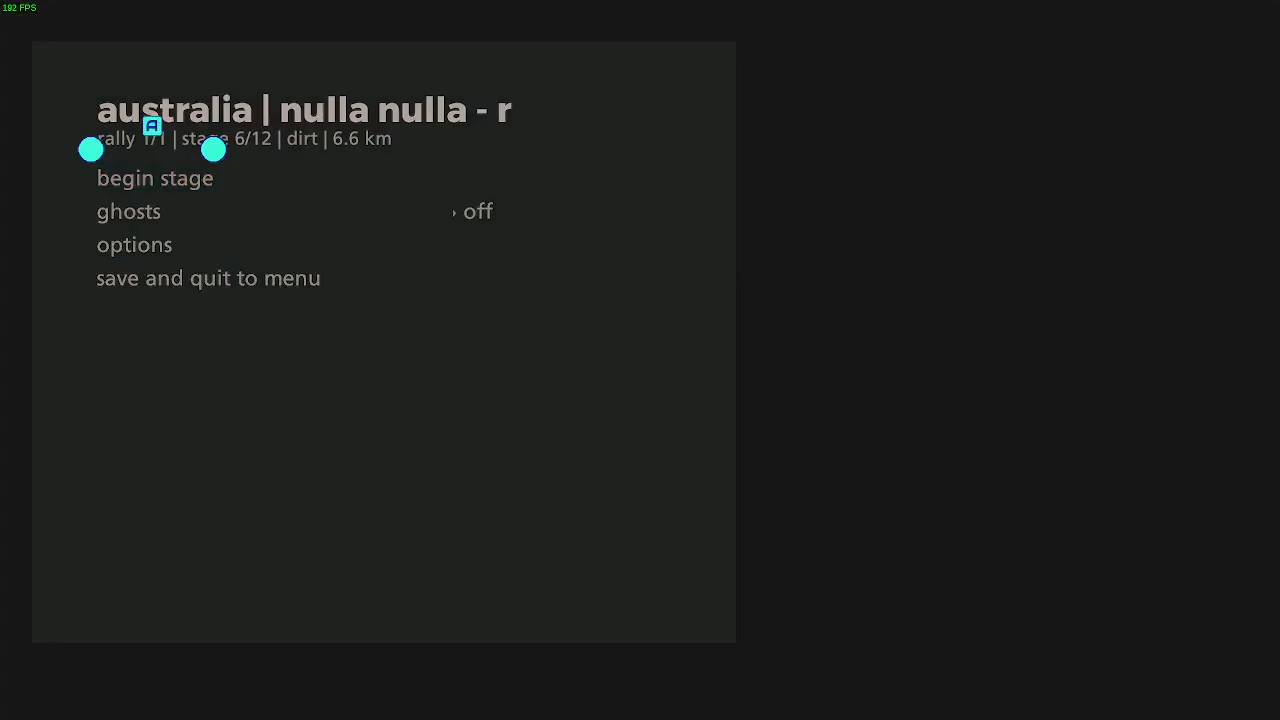 192 FPS
australia | nulla nulla - r
A
rally 1/1 | stage 6/12 | dirt | 6.6 km
begin stage
ghosts › off
options
save and quit to menu